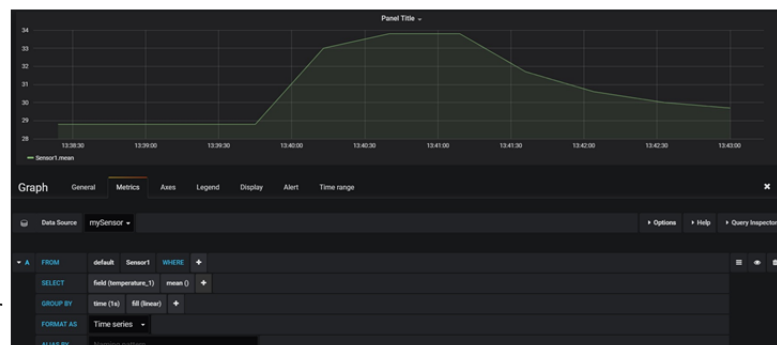 Panel Title
34
33
32
31
30
29
28
13:38:30 13:39:00 13:39:30 13:40:00 13:40:30 13:41:00 13:41:30 13:42:00 13:42:30 13:43:00
Sensor1.mean
Graph General Metrics Axes Legend Display Alert Time range
Data Source mySensor Options Help Query Inspector
A FROM default Sensor1 WHERE +
SELECT field (temperature_1) mean () +
GROUP BY time (1s) fill (linear) +
FORMAT AS Time series
ALIAS BY Naming pattern